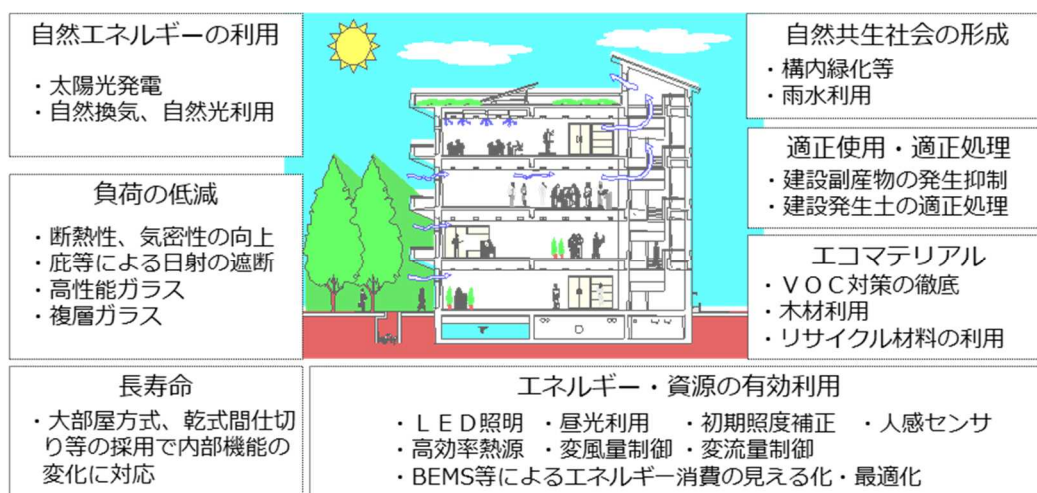 自然エネルギーの利用
・太陽光発電
・自然換気、自然光利用
負荷の低減
・断熱性、気密性の向上
・庇等による日射の遮断
・高性能ガラス
・複層ガラス
長寿命
・大部屋方式、乾式間仕切
り等の採用で内部機能の
変化に対応
自然共生社会の形成
・構内緑化等
・雨水利用
適正使用・適正処理
・建設副産物の発生抑制
・建設発生土の適正処理
エコマテリアル
・ＶＯＣ対策の徹底
・木材利用
・リサイクル材料の利用
エネルギー・資源の有効利用
・ＬＥＤ照明 ・昼光利用 ・初期照度補正 ・人感センサ
・高効率熱源 ・変風量制御 ・変流量制御
・BEMS等によるエネルギー消費の見える化・最適化